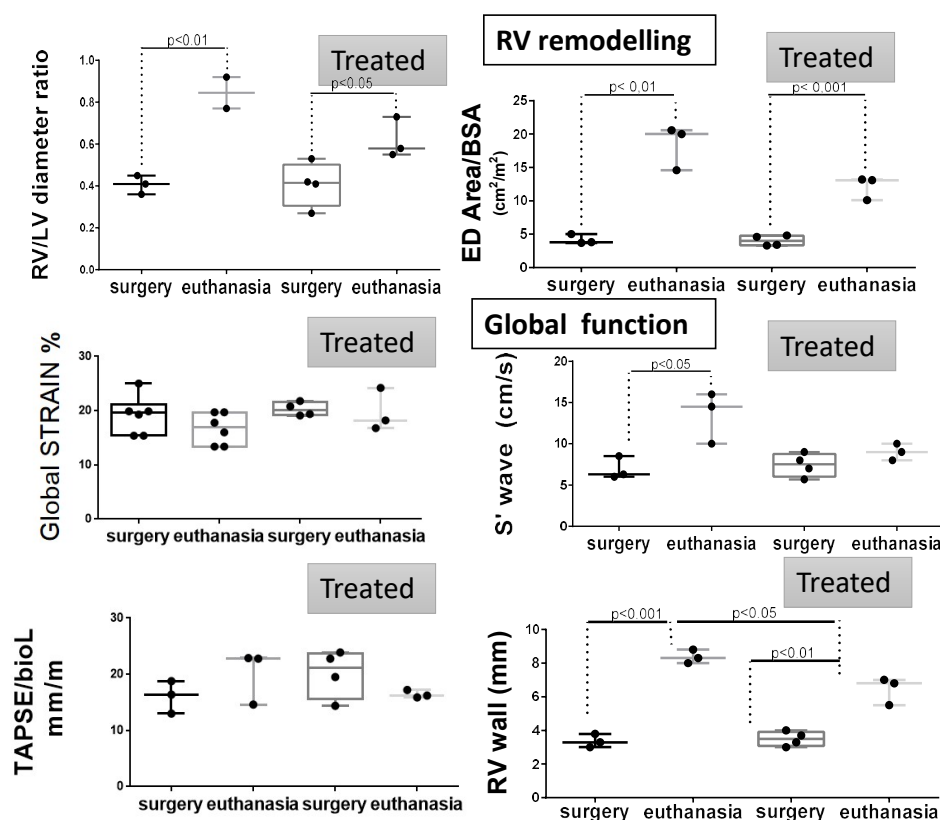 RV remodelling
p<0.01
Treated
p<0.05
RV/LV diameter ratio
1.0
0.8
0.6
0.4
0.2
0.0
surgery euthanasia surgery euthanasia
Treated
p< 0,01
p< 0,001
ED Area/BSA
(cm²/m²)
25
20
15
10
5
0
surgery euthanasia surgery euthanasia
Global function
Treated
Global STRAIN %
30
20
10
0
surgery euthanasia surgery euthanasia
Treated
p<0.05
S' wave (cm/s)
20
15
10
5
0
surgery euthanasia surgery euthanasia
Treated
TAPSE/bioL
mm/m
30
20
10
0
surgery euthanasia surgery euthanasia
Treated
p<0.001
p<0.05
p<0.01
RV wall (mm)
8
6
4
2
0
surgery euthanasia surgery euthanasia